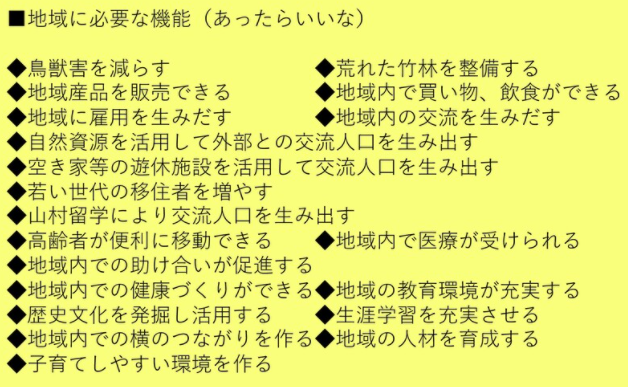 ■地域に必要な機能（あったらいいな）
◆鳥獣害を減らす　◆荒れた竹林を整備する
◆地域産品を販売できる　◆地域内で買い物、飲食ができる
◆地域に雇用を生みだす　◆地域内の交流を生みだす
◆自然資源を活用して外部との交流人口を生み出す
◆空き家等の遊休施設を活用して交流人口を生み出す
◆若い世代の移住者を増やす
◆山村留学により交流人口を生み出す
◆高齢者が便利に移動できる　◆地域内で医療が受けられる
◆地域内での助け合いが促進する
◆地域内での健康づくりができる◆地域の教育環境が充実する
◆歴史文化を発掘し活用する　◆生涯学習を充実させる
◆地域内での横のつながりを作る◆地域の人材を育成する
◆子育てしやすい環境を作る